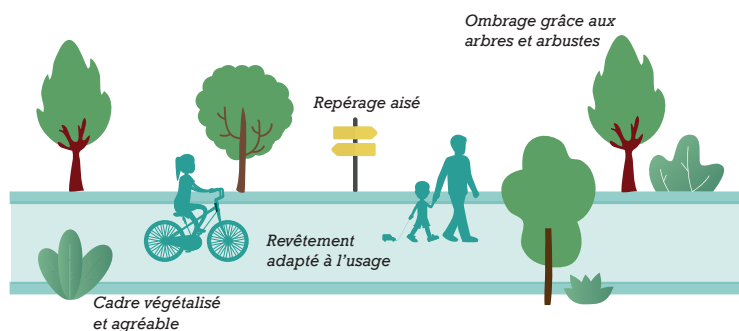 Ombrage grâce aux
arbres et arbustes
Repérage aisé
Revêtement
adapté à l'usage
Cadre végétalisé
et agréable